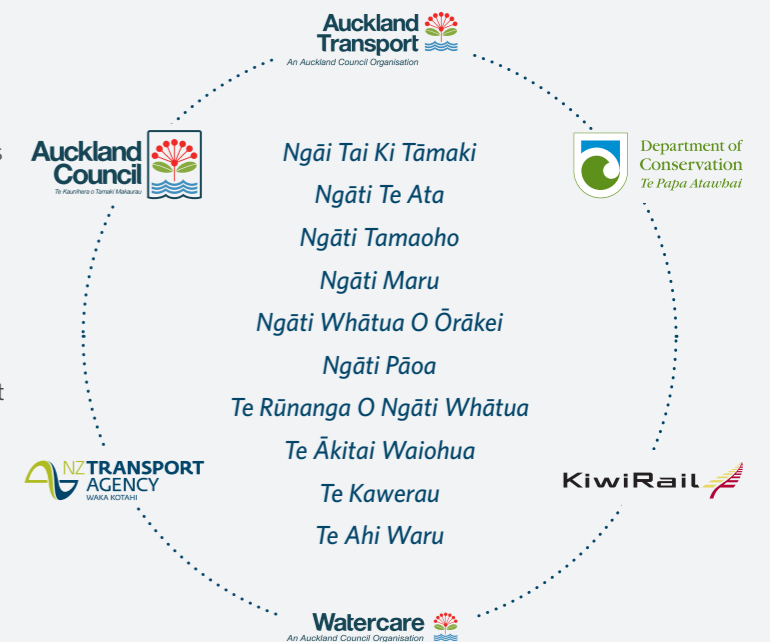 Auckland
Transport
An Auckland Council Organisation
s
Auckland
Council
Te Kaunihera o Tāmaki Makaurau
Department of
Conservation
Te Papa Atawhai
Ngāi Tai Ki Tāmaki
Ngāti Te Ata
Ngāti Tamaoho
Ngāti Maru
Ngāti Whātua O Ōrākei
Ngāti Pāoa
Te Rūnanga O Ngāti Whātua
Te Ākitai Waiohua
Te Kawerau
Te Ahi Waru
t
NZ TRANSPORT
AGENCY
WAKA KOTAHI
KiwiRail
Watercare
An Auckland Council Organisation